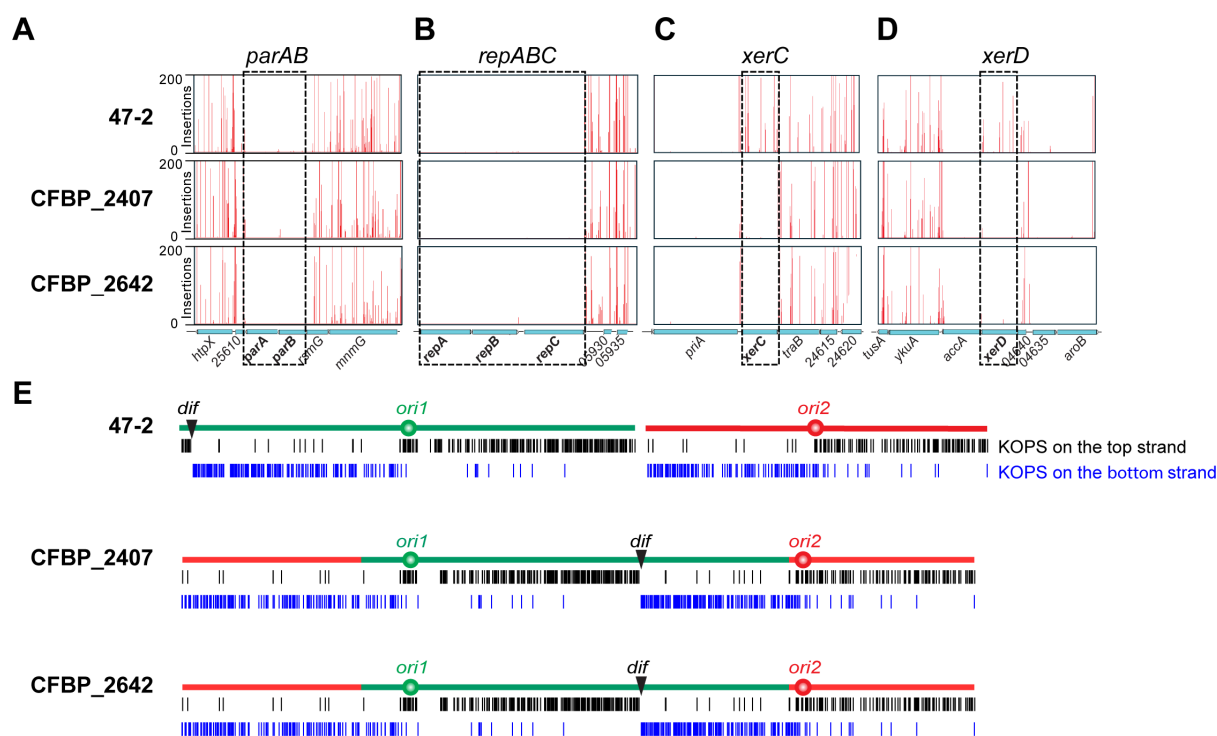 A B C D
parAB repABC xerC xerD
47-2
200
Insertions
0
CFBP_2407
200
Insertions
0
CFBP_2642
200
Insertions
0
htpX 25610 parA parB rsmG mnmG
repA repB repC 05930 05935
priA xerC traB 24615 24620
tusA ykuA accA xerD 04640 04635 aroB
E
47-2
dif ori1 ori2
KOPS on the top strand
KOPS on the bottom strand
CFBP_2407
ori1 dif ori2
CFBP_2642
ori1 dif ori2